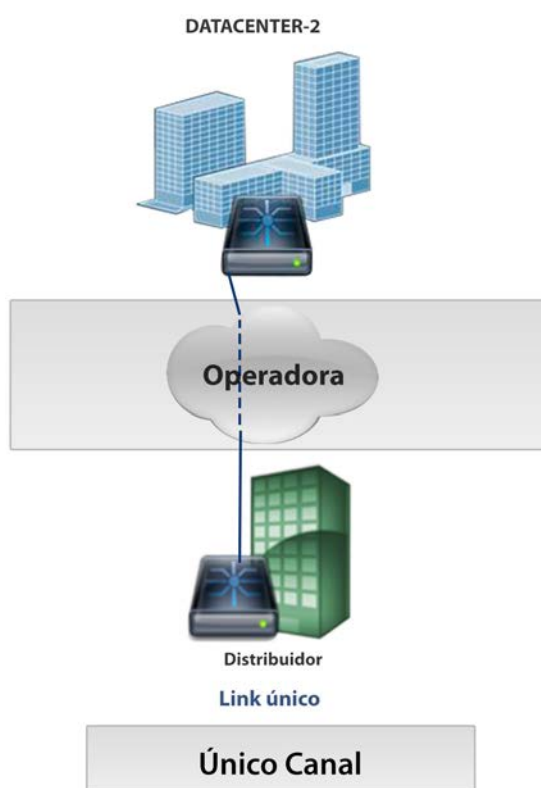 DATACENTER-2
Operadora
Distribuidor
Link único
Único Canal